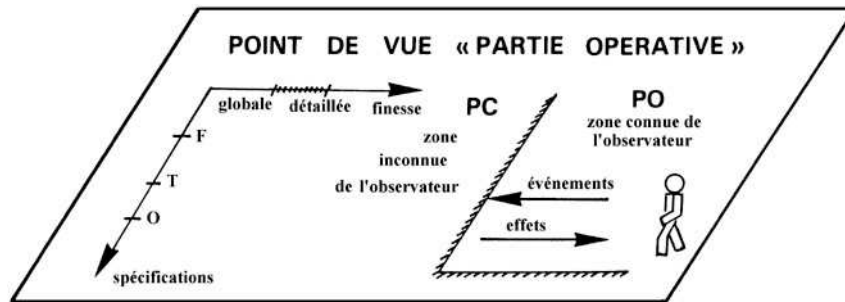 POINT DE VUE « PARTIE OPERATIVE »
globale détaillée finesse
F
T
O
spécifications
PC
zone
inconnue
de l'observateur
PO
zone connue de
l'observateur
événements
effets